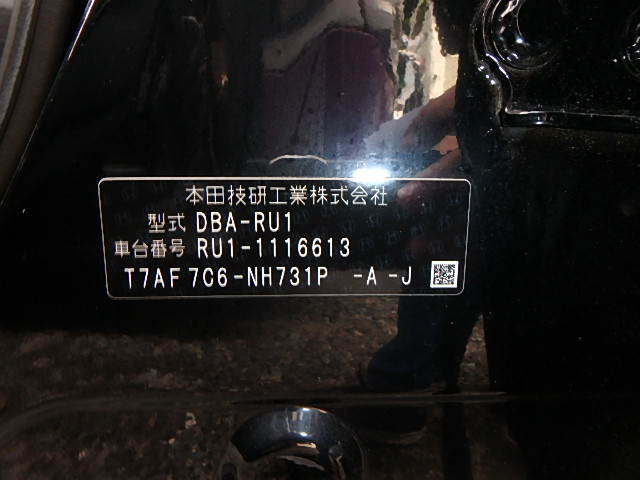 本田技研工業株式会社
型式 DBA-RU1
車台番号 RU1-1116613
T7AF 7C6-NH731P -A -J